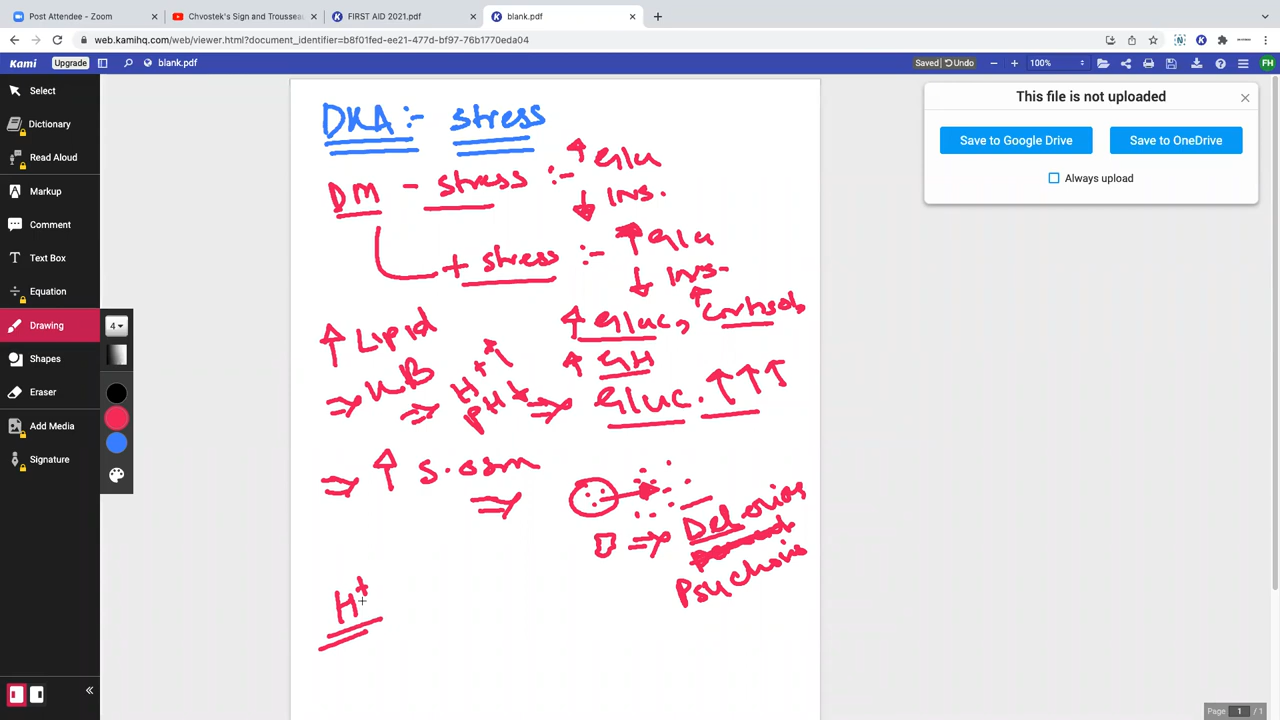 Post Attendee - Zoom
Chvostek's Sign and Trousseau
FIRST AID 2021.pdf
blank.pdf
web.kamihq.com/web/viewer.html?document_identifier=b8f01fed-ee21-477d-bf97-76b1770eda04
Kami Upgrade blank.pdf Saved Undo 100% FH
Select
Dictionary
Read Aloud
Markup
Comment
Text Box
Equation
Drawing
Shapes
Eraser
Add Media
Signature
4
This file is not uploaded
Save to Google Drive Save to OneDrive
Always upload
DKA :- stress
DM - stress :- ↑ Glu
↓ Ins.
+ stress :- ↑ Glu
↓ Ins-
↑ Gluc, ↑ Cortisol,
↑ Lipid
↑ GH
⇒ KB ⇒ H+ ↑ pH ↓ ⇒ Gluc. ↑↑↑
⇒ ↑ S. osm ⇒
⇒ Delerios
Psychosis
H+
Page: 1 / 1